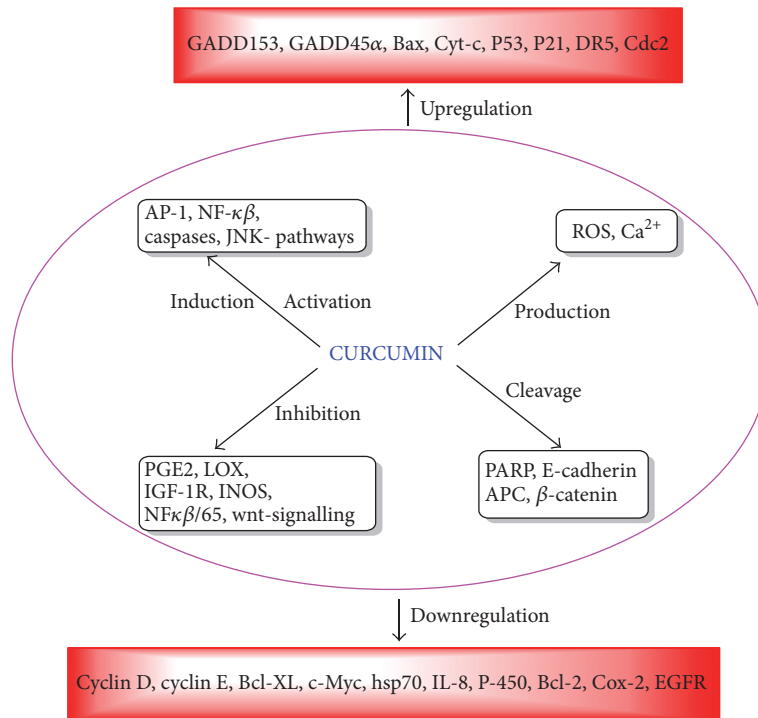 GADD153, GADD45α, Bax, Cyt-c, P53, P21, DR5, Cdc2
Upregulation
AP-1, NF-κβ,
caspases, JNK- pathways
ROS, Ca²⁺
Induction
Activation
Production
CURCUMIN
Inhibition
Cleavage
PGE2, LOX,
IGF-1R, INOS,
NFκβ/65, wnt-signalling
PARP, E-cadherin
APC, β-catenin
Downregulation
Cyclin D, cyclin E, Bcl-XL, c-Myc, hsp70, IL-8, P-450, Bcl-2, Cox-2, EGFR